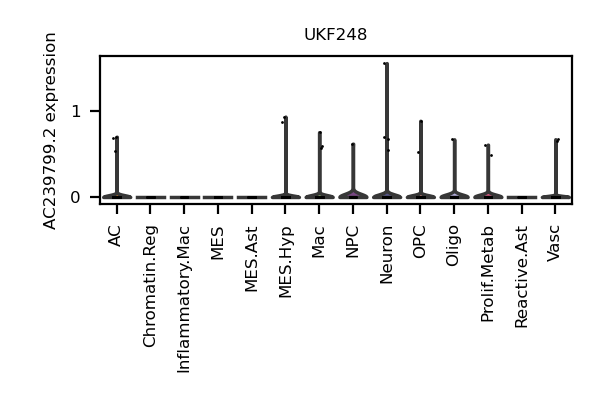 UKF248
AC239799.2 expression
1
0
AC
Chromatin.Reg
Inflammatory.Mac
MES
MES.Ast
MES.Hyp
Mac
NPC
Neuron
OPC
Oligo
Prolif.Metab
Reactive.Ast
Vasc